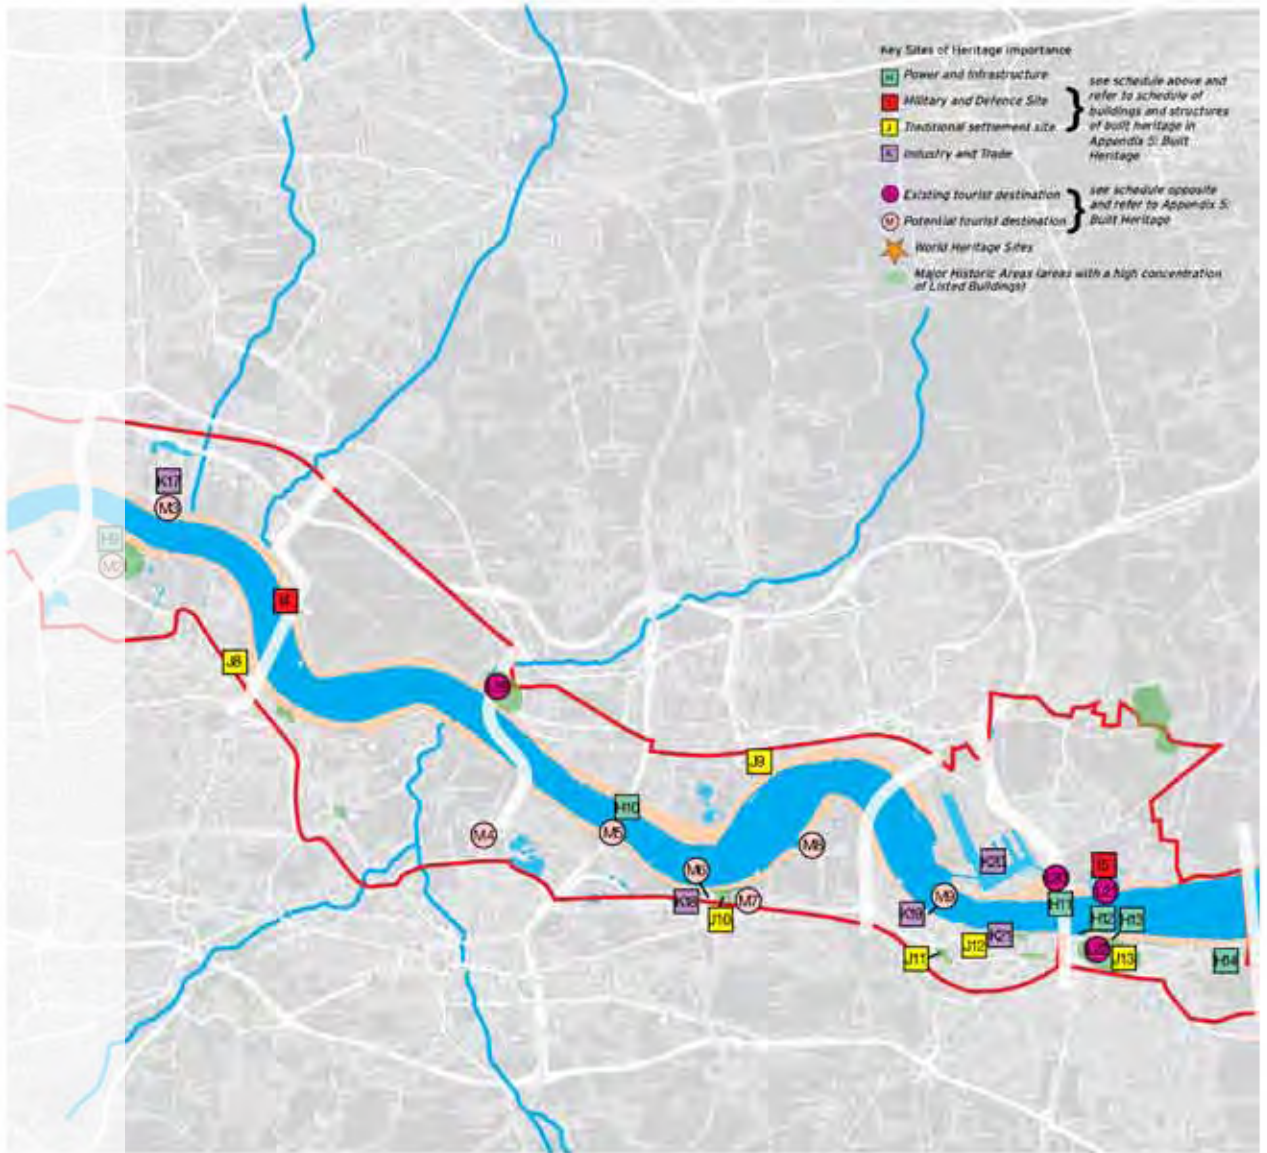 Key Sites of Heritage importance
H Power and Infrastructure
Military and Defence Site
J Traditional settlement site
K Industry and Trade
see schedule above and
refer to schedule of
buildings and structures
of built heritage in
Appendix 5: Built
Heritage
Existing tourist destination
M Potential tourist destination
see schedule opposite
and refer to Appendix 5:
Built Heritage
World Heritage Sites
Major Historic Areas (areas with a high concentration
of Listed Buildings)
K17
M3
H9
M2
I4
J8
J9
H10
M5
M4
M8
M6
M7
K18
J10
K20
I5
M9
K19
H11
H12
H13
J12
K21
J11
J13
H14